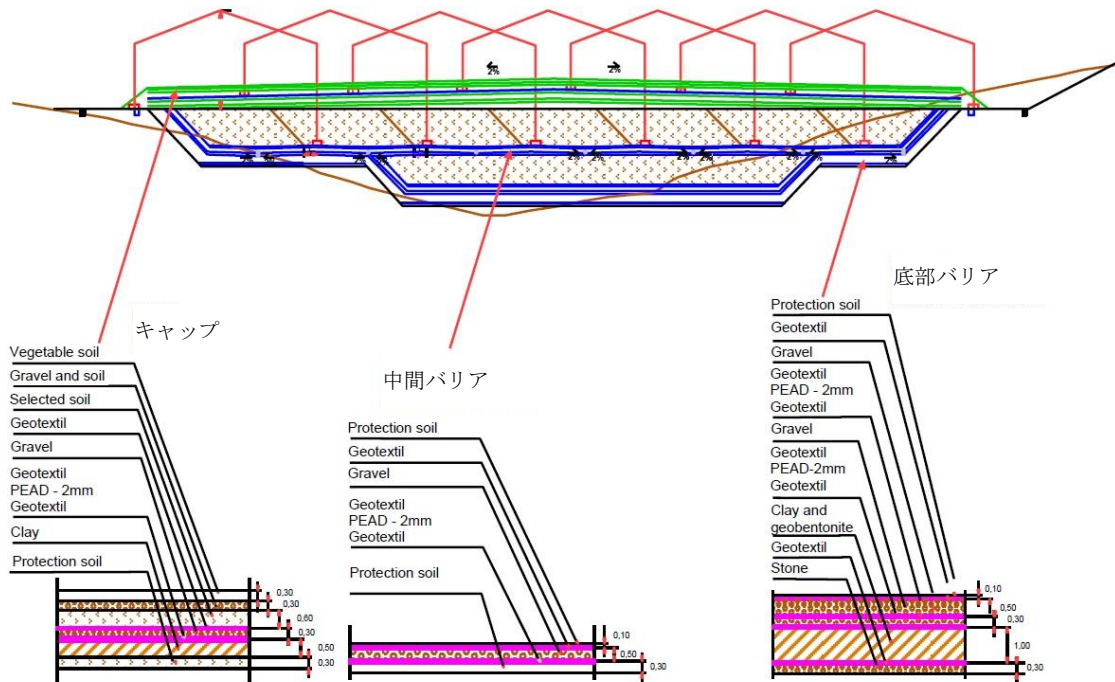 2%
2%
2%
2%
2%
2%
2%
2%
2%
キャップ
Vegetable soil
Gravel and soil
Selected soil
Geotextil
Gravel
Geotextil
PEAD - 2mm
Geotextil
Clay
Protection soil
0,30
0,30
0,60
0,30
0,50
0,30
中間バリア
Protection soil
Geotextil
Gravel
Geotextil
PEAD - 2mm
Geotextil
Protection soil
0,10
0,50
0,30
底部バリア
Protection soil
Geotextil
Gravel
Geotextil
PEAD - 2mm
Geotextil
Gravel
Geotextil
PEAD-2mm
Geotextil
Clay and
geobentonite
Geotextil
Stone
0,10
0,50
1,00
0,30